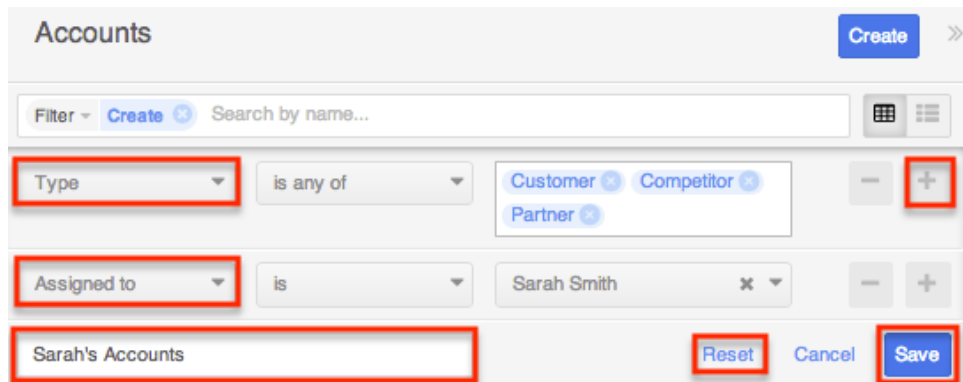 Accounts
Create
Filter Create Search by name...
Type is any of Customer Competitor
Partner
Assigned to is Sarah Smith
Sarah's Accounts Reset Cancel Save